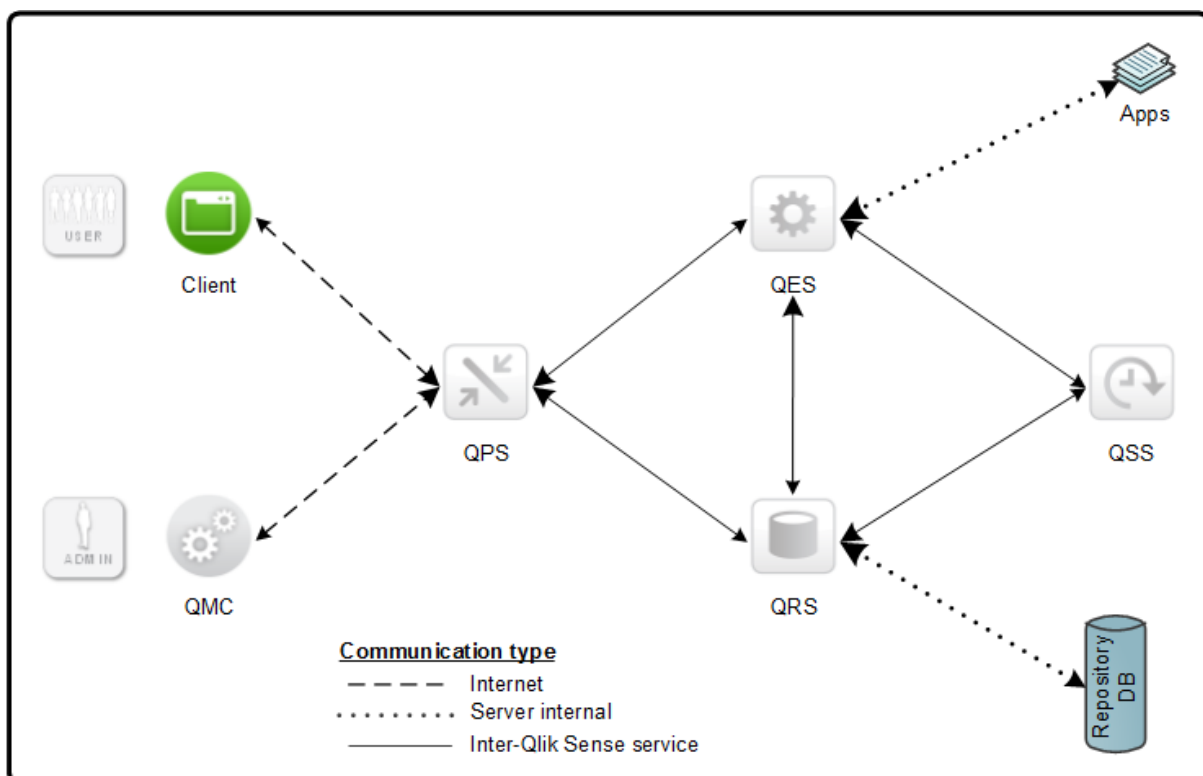 Apps
USER
Client
QES
QPS
QSS
ADMIN
QMC
QRS
Repository
DB
Communication type
Internet
Server internal
Inter-Qlik Sense service